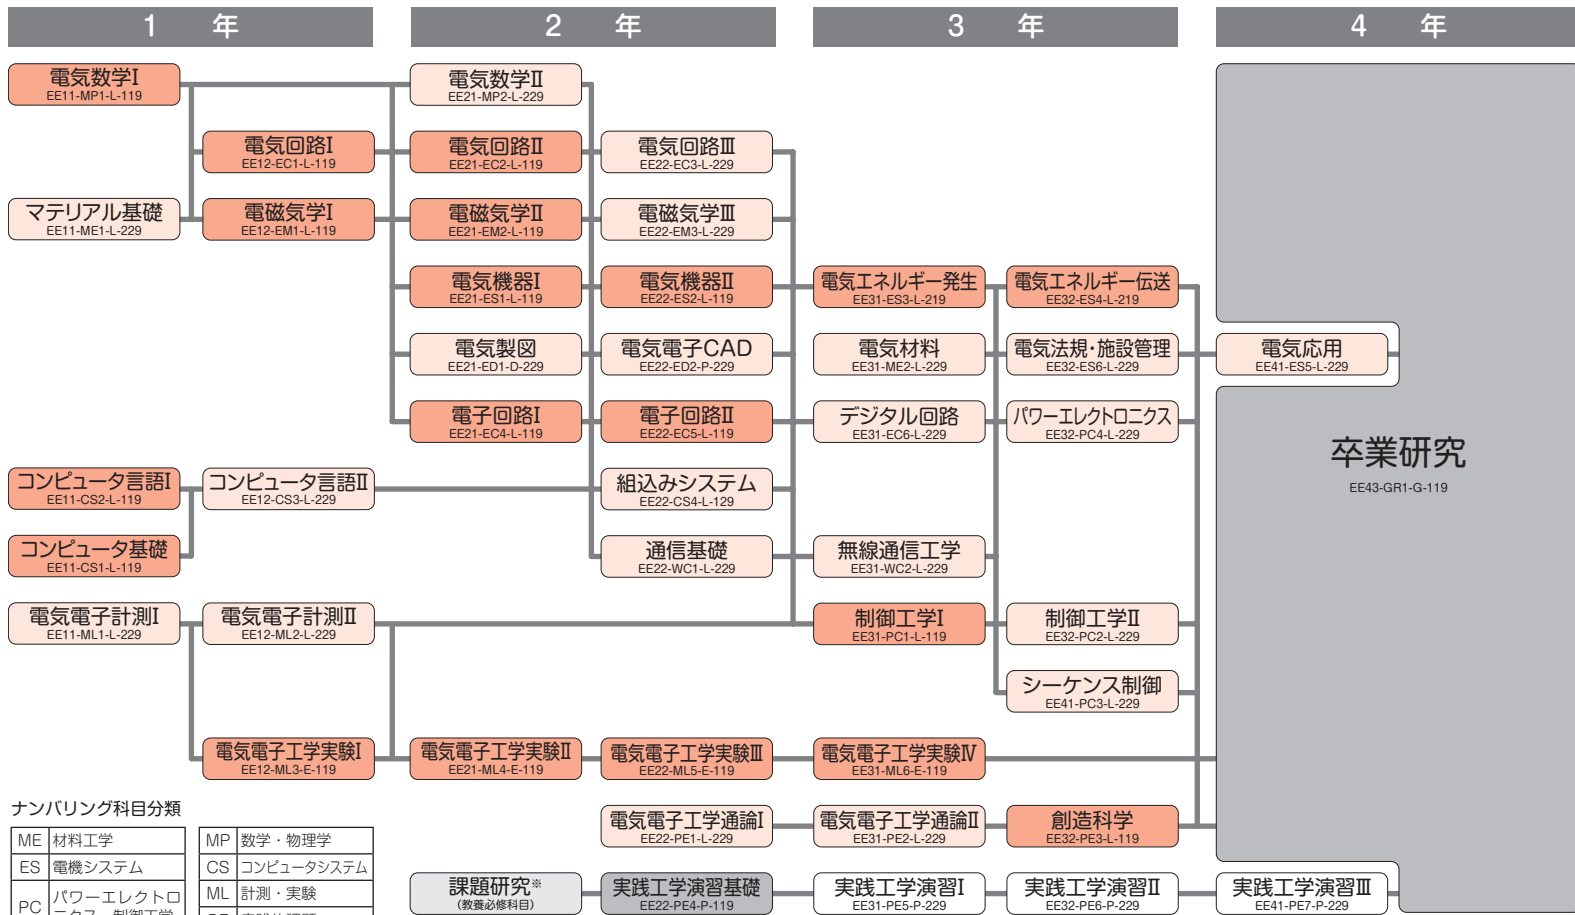 1 年
2 年
3 年
4 年
電気数学Ⅰ
EE11-MP1-L-119
電気数学Ⅱ
EE21-MP2-L-229
電気回路Ⅰ
EE12-EC1-L-119
電気回路Ⅱ
EE21-EC2-L-119
電気回路Ⅲ
EE22-EC3-L-229
マテリアル基礎
EE11-ME1-L-229
電磁気学Ⅰ
EE12-EM1-L-119
電磁気学Ⅱ
EE21-EM2-L-119
電磁気学Ⅲ
EE22-EM3-L-229
電気機器Ⅰ
EE21-ES1-L-119
電気機器Ⅱ
EE22-ES2-L-119
電気エネルギー発生
EE31-ES3-L-219
電気エネルギー伝送
EE32-ES4-L-219
電気製図
EE21-ED1-D-229
電気電子CAD
EE22-ED2-P-229
電気材料
EE31-ME2-L-229
電気法規・施設管理
EE32-ES6-L-229
電気応用
EE41-ES5-L-229
電子回路Ⅰ
EE21-EC4-L-119
電子回路Ⅱ
EE22-EC5-L-119
デジタル回路
EE31-EC6-L-229
パワーエレクトロニクス
EE32-PC4-L-229
卒業研究
EE43-GR1-G-119
コンピュータ言語Ⅰ
EE11-CS2-L-119
コンピュータ言語Ⅱ
EE12-CS3-L-229
組込みシステム
EE22-CS4-L-129
コンピュータ基礎
EE11-CS1-L-119
通信基礎
EE22-WC1-L-229
無線通信工学
EE31-WC2-L-229
電気電子計測Ⅰ
EE11-ML1-L-229
電気電子計測Ⅱ
EE12-ML2-L-229
制御工学Ⅰ
EE31-PC1-L-119
制御工学Ⅱ
EE32-PC2-L-229
シーケンス制御
EE41-PC3-L-229
電気電子工学実験Ⅰ
EE12-ML3-E-119
電気電子工学実験Ⅱ
EE21-ML4-E-119
電気電子工学実験Ⅲ
EE22-ML5-E-119
電気電子工学実験Ⅳ
EE31-ML6-E-119
電気電子工学通論Ⅰ
EE22-PE1-L-229
電気電子工学通論Ⅱ
EE31-PE2-L-229
創造科学
EE32-PE3-L-119
課題研究※
(教養必修科目)
実践工学演習基礎
EE22-PE4-P-119
実践工学演習Ⅰ
EE31-PE5-P-229
実践工学演習Ⅱ
EE32-PE6-P-229
実践工学演習Ⅲ
EE41-PE7-P-229
ナンバリング科目分類
ME 材料工学
ES 電機システム
PC パワーエレクトロ
MP 数学・物理学
CS コンピュータシステム
ML 計測・実験